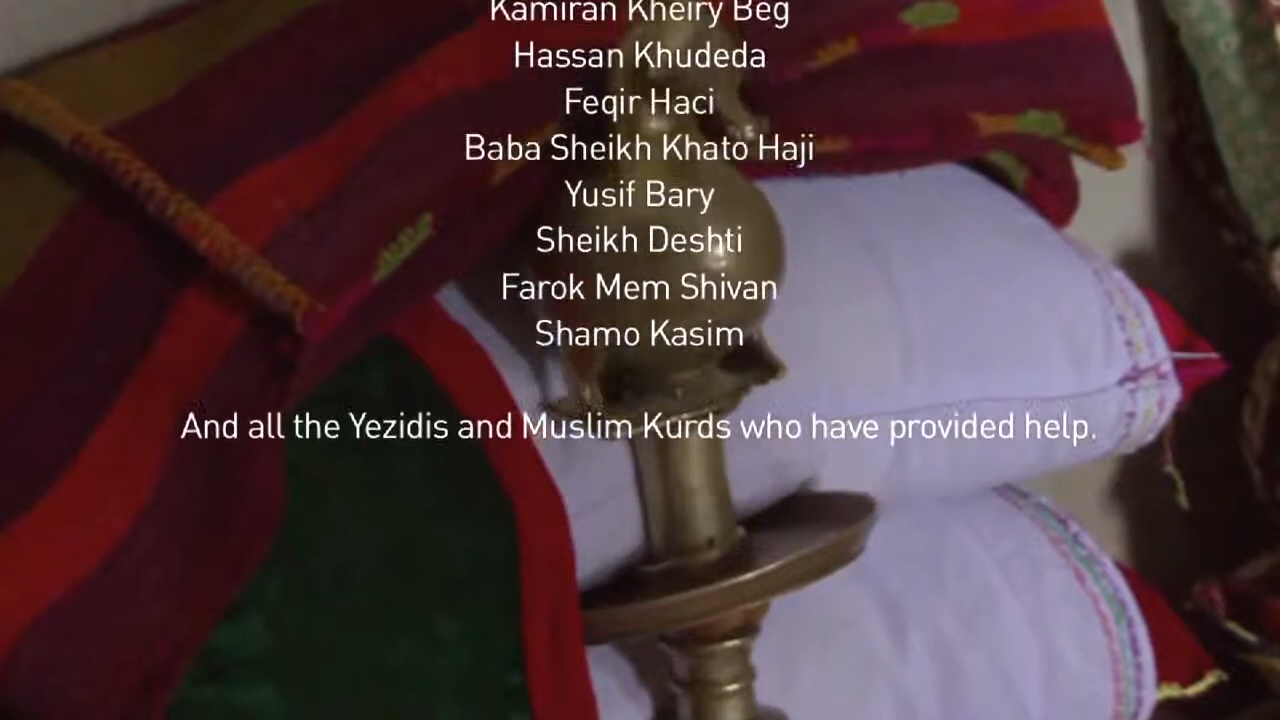 Kamiran Kheiry Beg
Hassan Khudeda
Feqir Haci
Baba Sheikh Khato Haji
Yusif Bary
Sheikh Deshti
Farok Mem Shivan
Shamo Kasim
And all the Yezidis and Muslim Kurds who have provided help.